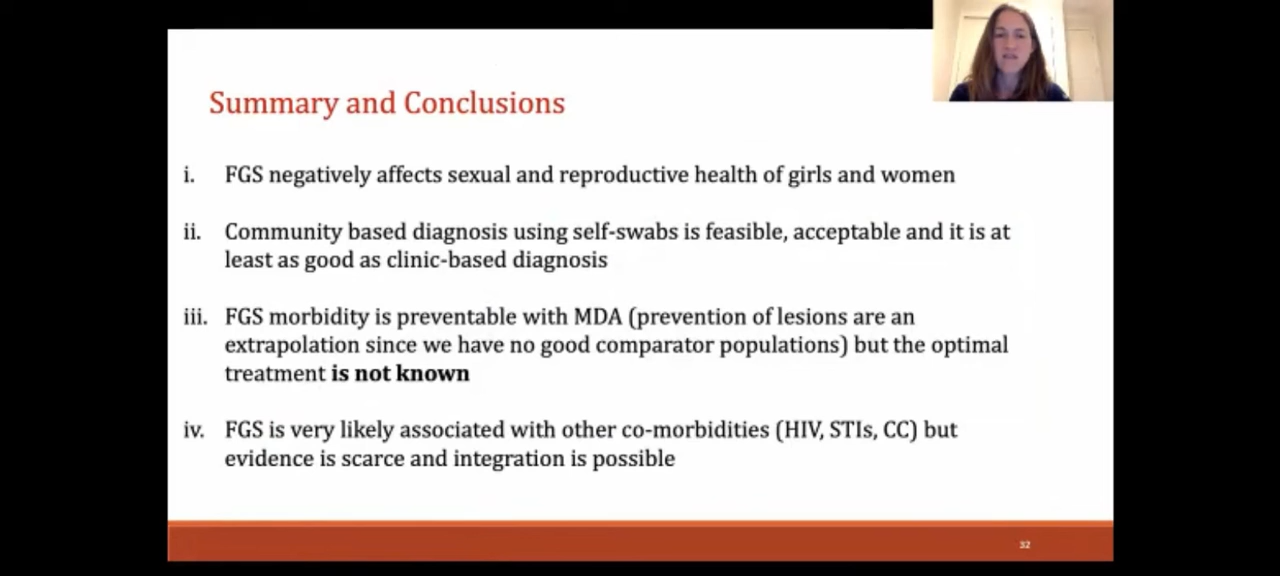 Summary and Conclusions
i. FGS negatively affects sexual and reproductive health of girls and women
ii. Community based diagnosis using self-swabs is feasible, acceptable and it is at
least as good as clinic-based diagnosis
iii. FGS morbidity is preventable with MDA (prevention of lesions are an
extrapolation since we have no good comparator populations) but the optimal
treatment is not known
iv. FGS is very likely associated with other co-morbidities (HIV, STIs, CC) but
evidence is scarce and integration is possible
32